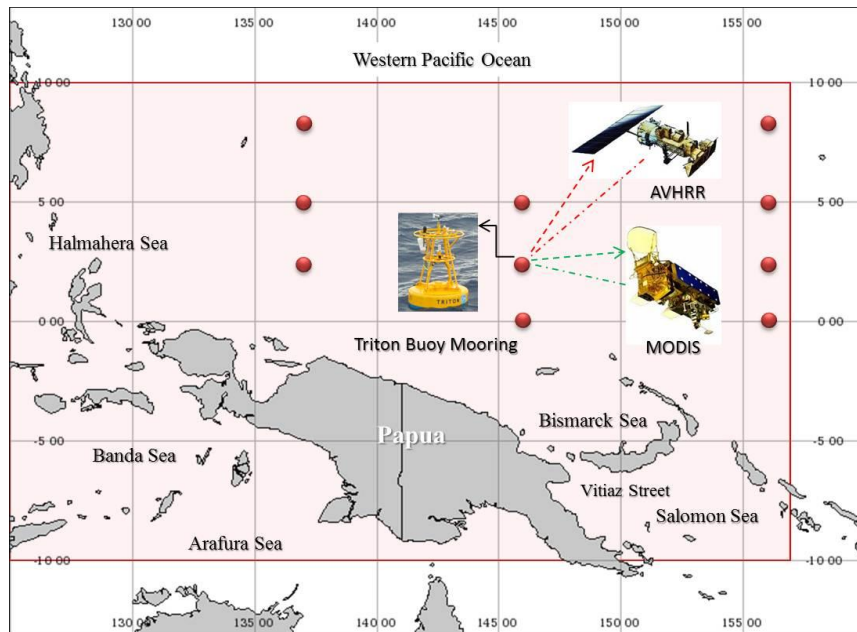 130 00 135 00 140 00 145 00 150 00 155 00
Western Pacific Ocean
10 00 10 00
AVHRR
5 00 5 00
Halmahera Sea
TRITON
0 00 0 00
Triton Buoy Mooring MODIS
Bismarck Sea
Papua
-5 00 -5 00
Banda Sea
Vitiaz Street
Salomon Sea
Arafura Sea
-10 00 -10 00
130 00 135 00 140 00 145 00 150 00 155 00